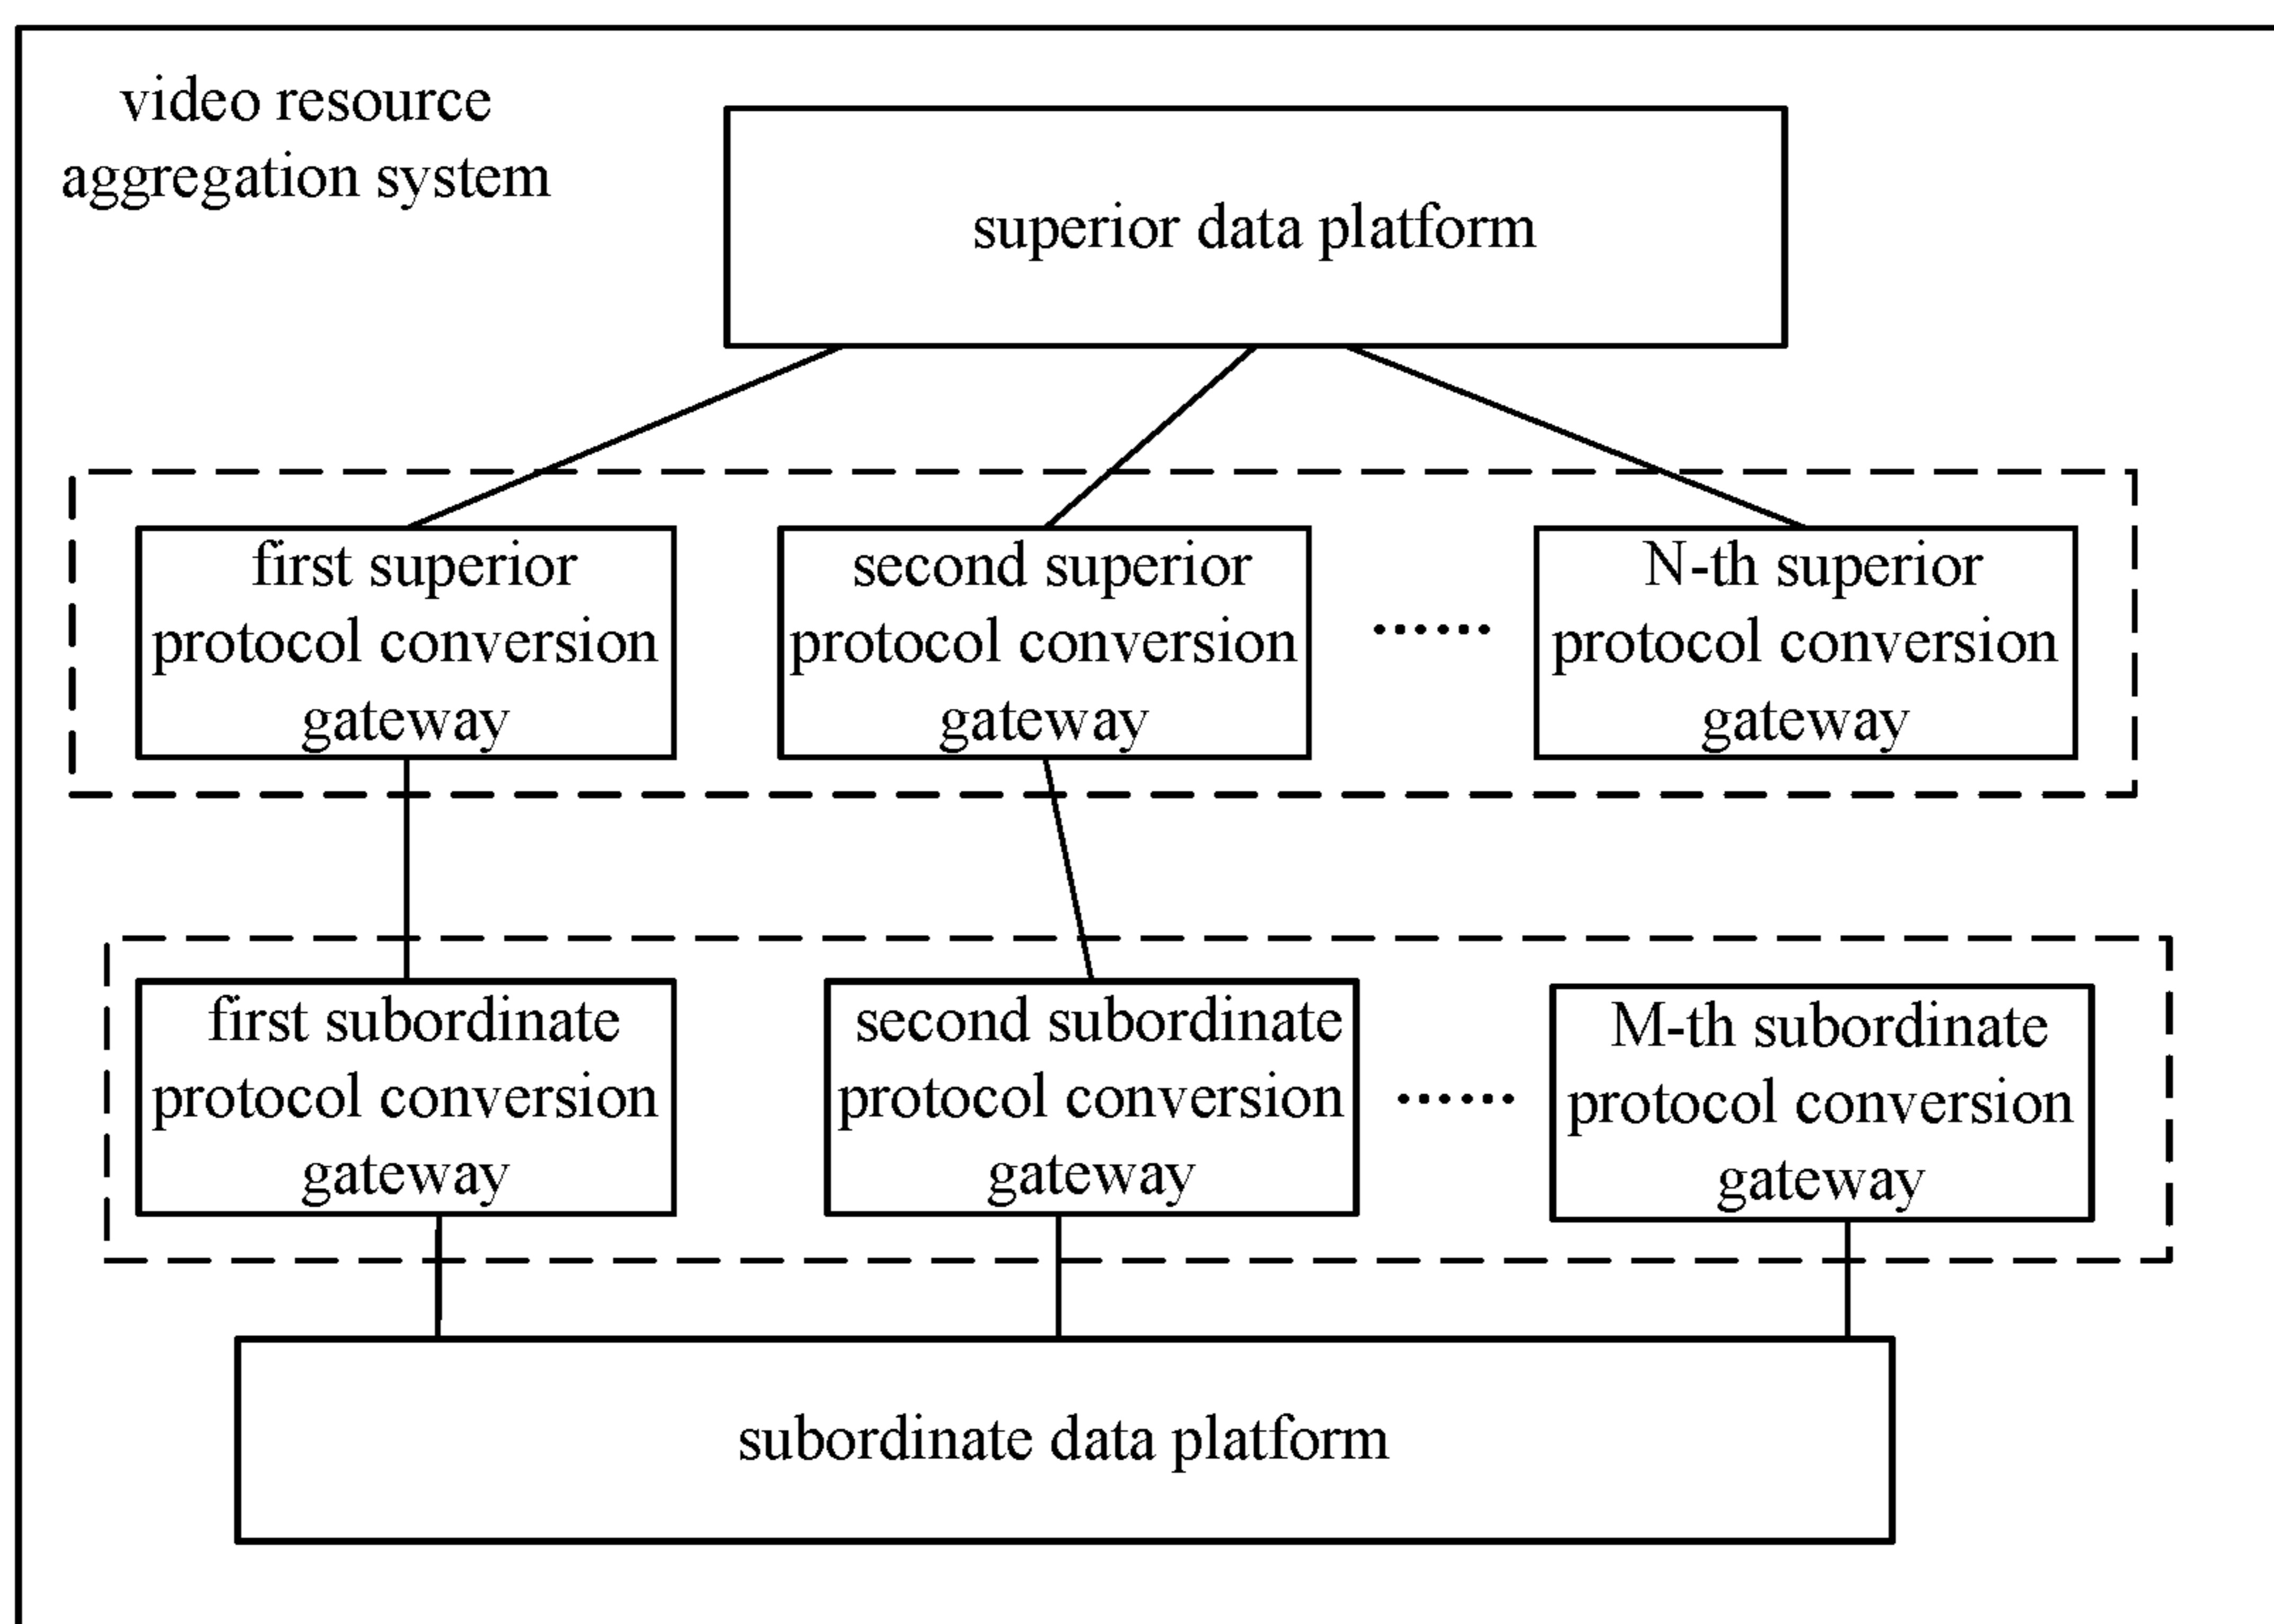 video resource
aggregation system
superior data platform
first superior
protocol conversion
gateway
second superior
protocol conversion
gateway
......
N-th superior
protocol conversion
gateway
first subordinate
protocol conversion
gateway
second subordinate
protocol conversion
gateway
......
M-th subordinate
protocol conversion
gateway
subordinate data platform